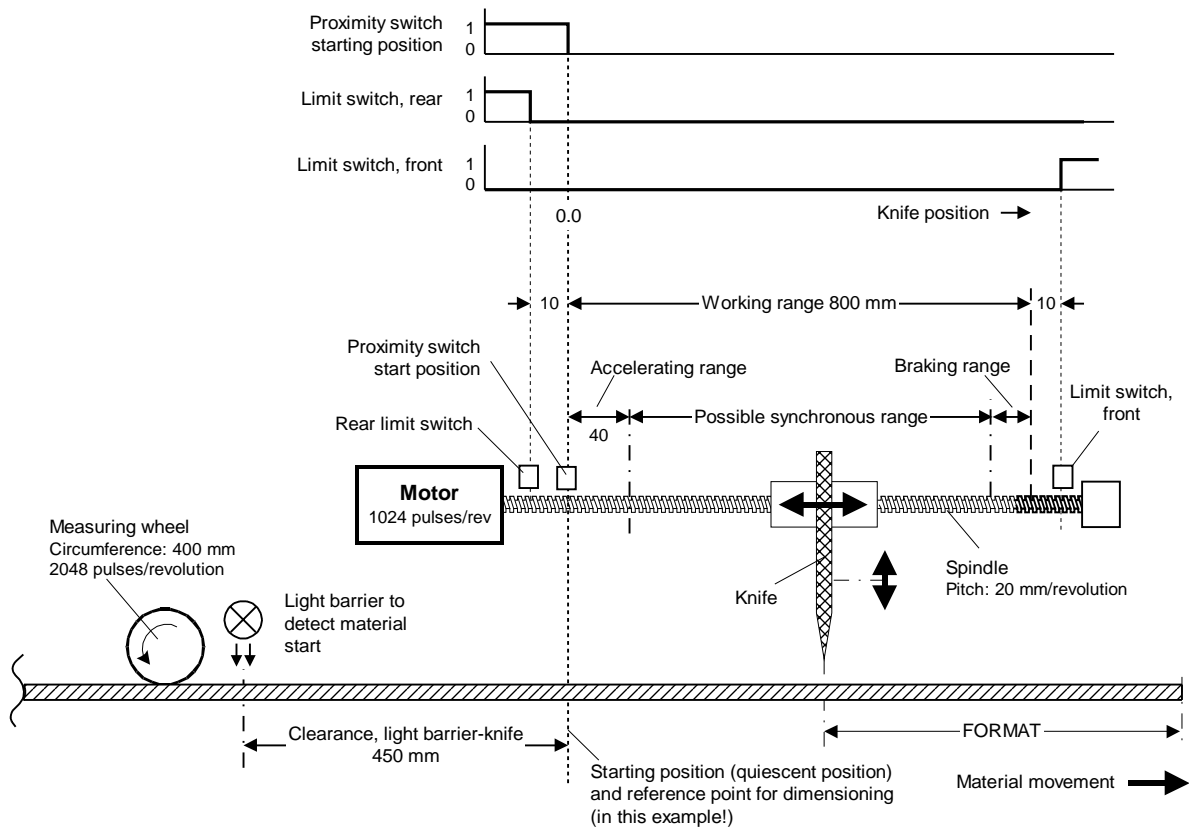 Proximity switch
starting position
1
0
Limit switch, rear
1
0
Limit switch, front
1
0
0.0
Knife position
10
Working range 800 mm
10
Proximity switch
start position
Accelerating range
Braking range
Limit switch,
front
Rear limit switch
40
Possible synchronous range
Motor
1024 pulses/rev
Measuring wheel
Circumference: 400 mm
2048 pulses/revolution
Light barrier to
detect material
start
Knife
Spindle
Pitch: 20 mm/revolution
Clearance, light barrier-knife
450 mm
FORMAT
Starting position (quiescent position)
and reference point for dimensioning
(in this example!)
Material movement